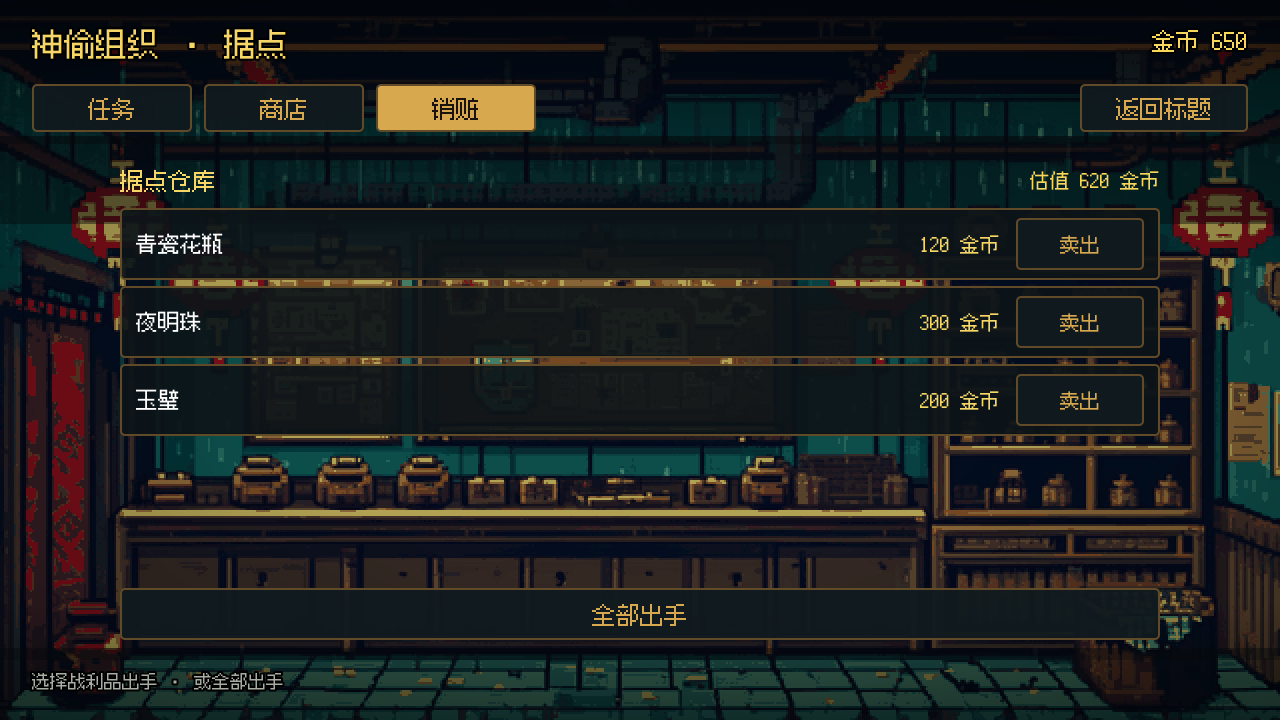 神偷组织 · 据点
金币 650
任务
商店
销赃
返回标题
据点仓库
估值 620 金币
青瓷花瓶
120 金币
卖出
夜明珠
300 金币
卖出
玉璧
200 金币
卖出
全部出手
选择战利品出手 · 或全部出手